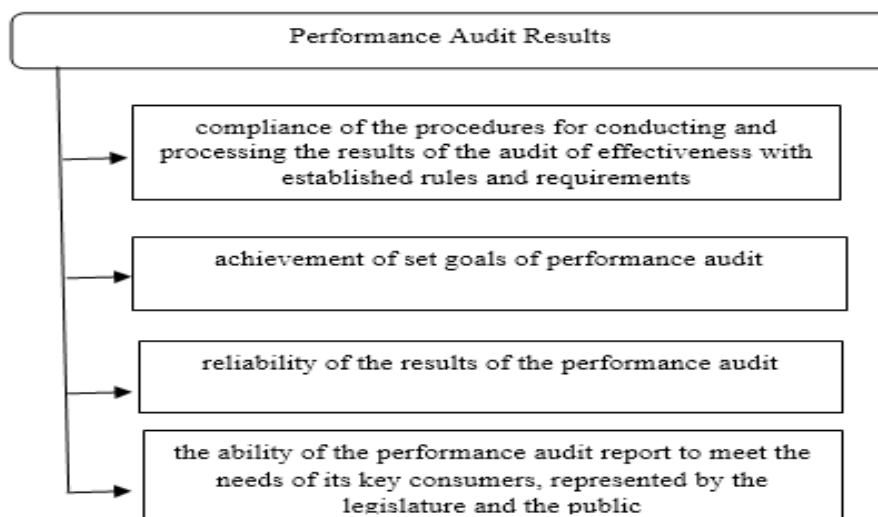 Performance Audit Results
compliance of the procedures for conducting and
processing the results of the audit of effectiveness with
established rules and requirements
achievement of set goals of performance audit
reliability of the results of the performance audit
the ability of the performance audit report to meet the
needs of its key consumers, represented by the
legislature and the public